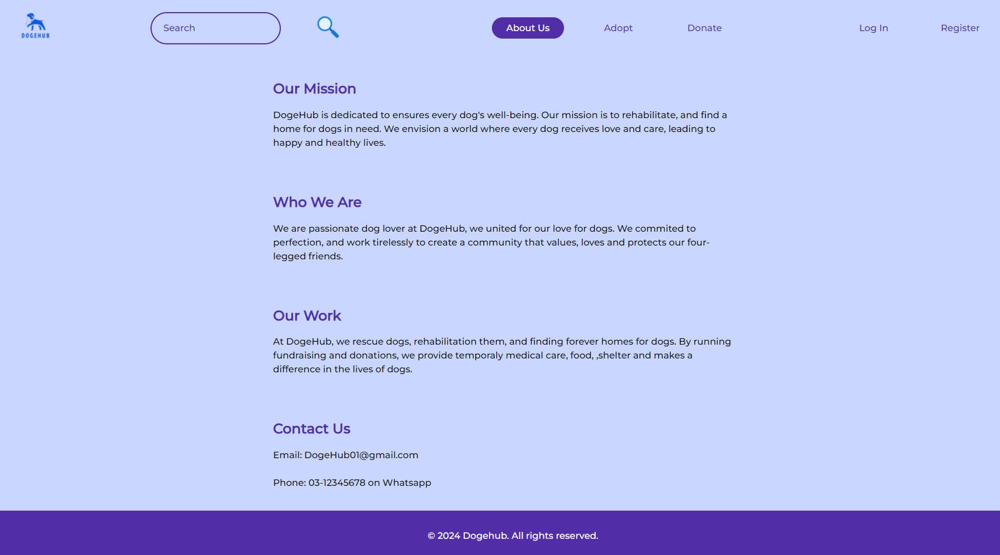 DOGEHUB
Search
About Us
Adopt
Donate
Log In
Register
Our Mission
DogeHub is dedicated to ensures every dog's well-being. Our mission is to rehabilitate, and find a
home for dogs in need. We envision a world where every dog receives love and care, leading to
happy and healthy lives.
Who We Are
We are passionate dog lover at DogeHub, we united for our love for dogs. We commited to
perfection, and work tirelessly to create a community that values, loves and protects our four-
legged friends.
Our Work
At DogeHub, we rescue dogs, rehabilitation them, and finding forever homes for dogs. By running
fundraising and donations, we provide temporaly medical care, food, ,shelter and makes a
difference in the lives of dogs.
Contact Us
Email: DogeHub01@gmail.com
Phone: 03-12345678 on Whatsapp
© 2024 Dogehub. All rights reserved.